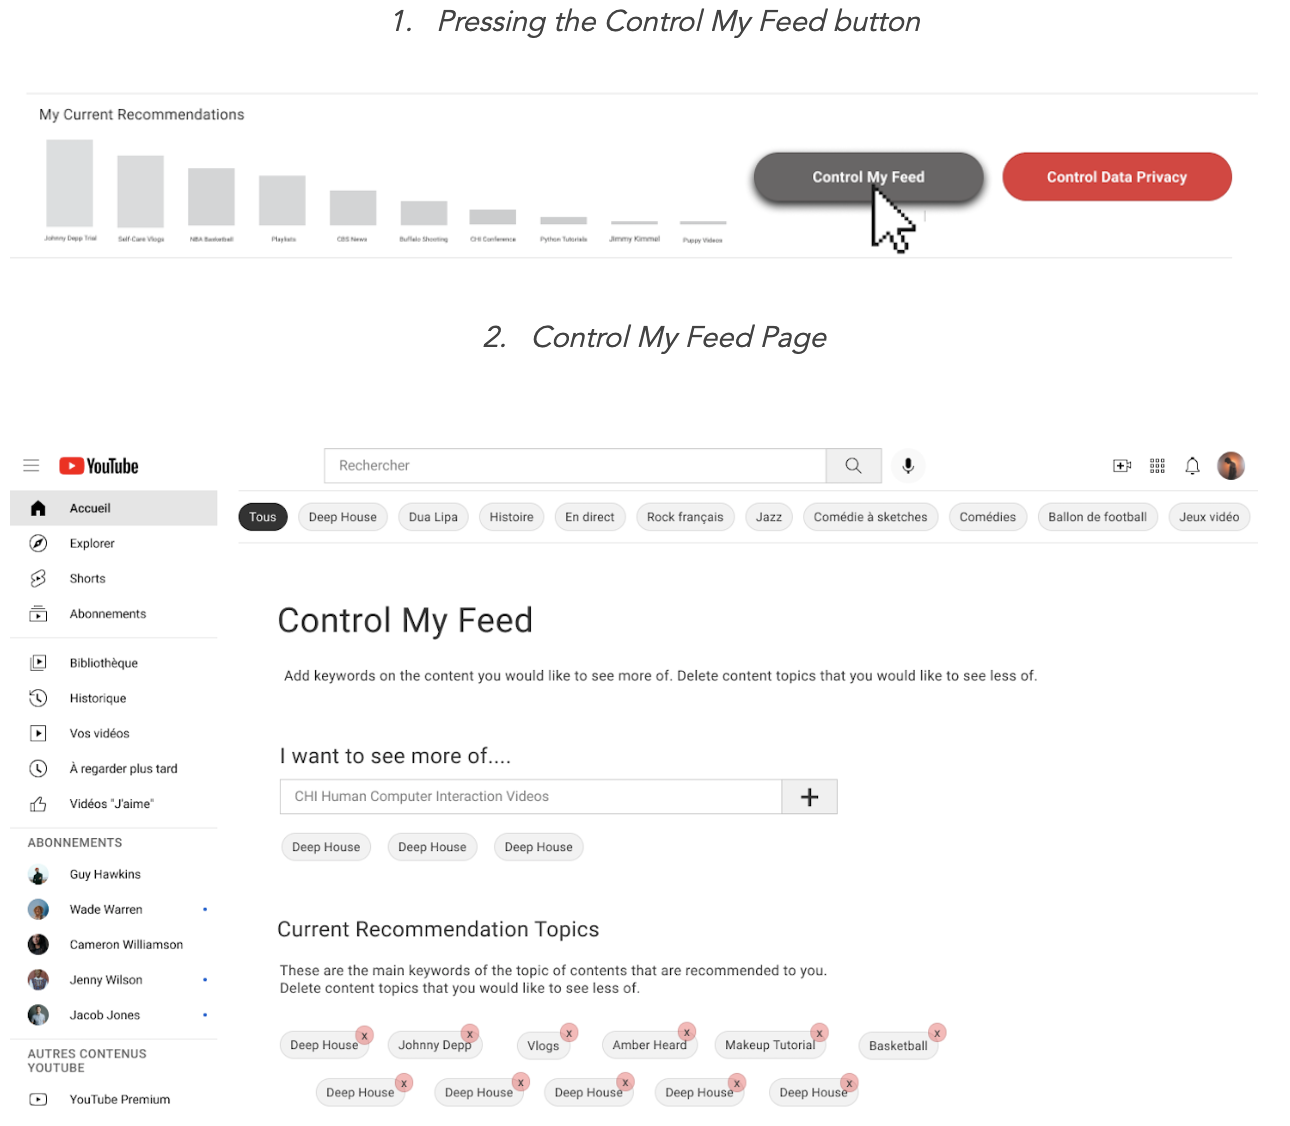 1. Pressing the Control My Feed button
My Current Recommendations
Control My Feed
Control Data Privacy
Johnny Depp Trial
Self-Care Vlogs
NBA Basketball
Playlists
CBS News
Buffalo Shooting
CHI Conference
Python Tutorials
Jimmy Kimmel
Puppy Videos
2. Control My Feed Page
YouTube
Rechercher
Accueil
Explorer
Shorts
Abonnements
Bibliothèque
Historique
Vos vidéos
À regarder plus tard
Vidéos "J'aime"
ABONNEMENTS
Guy Hawkins
Wade Warren
Cameron Williamson
Jenny Wilson
Jacob Jones
AUTRES CONTENUS
YOUTUBE
YouTube Premium
Tous Deep House Dua Lipa Histoire En direct Rock français Jazz Comédie à sketches Comédies Ballon de football Jeux vidéo
Control My Feed
Add keywords on the content you would like to see more of. Delete content topics that you would like to see less of.
I want to see more of....
CHI Human Computer Interaction Videos +
Deep House Deep House Deep House
Current Recommendation Topics
These are the main keywords of the topic of contents that are recommended to you.
Delete content topics that you would like to see less of.
Deep House x Johnny Depp x Vlogs x Amber Heard x Makeup Tutorial x Basketball x
Deep House x Deep House x Deep House x Deep House x Deep House x